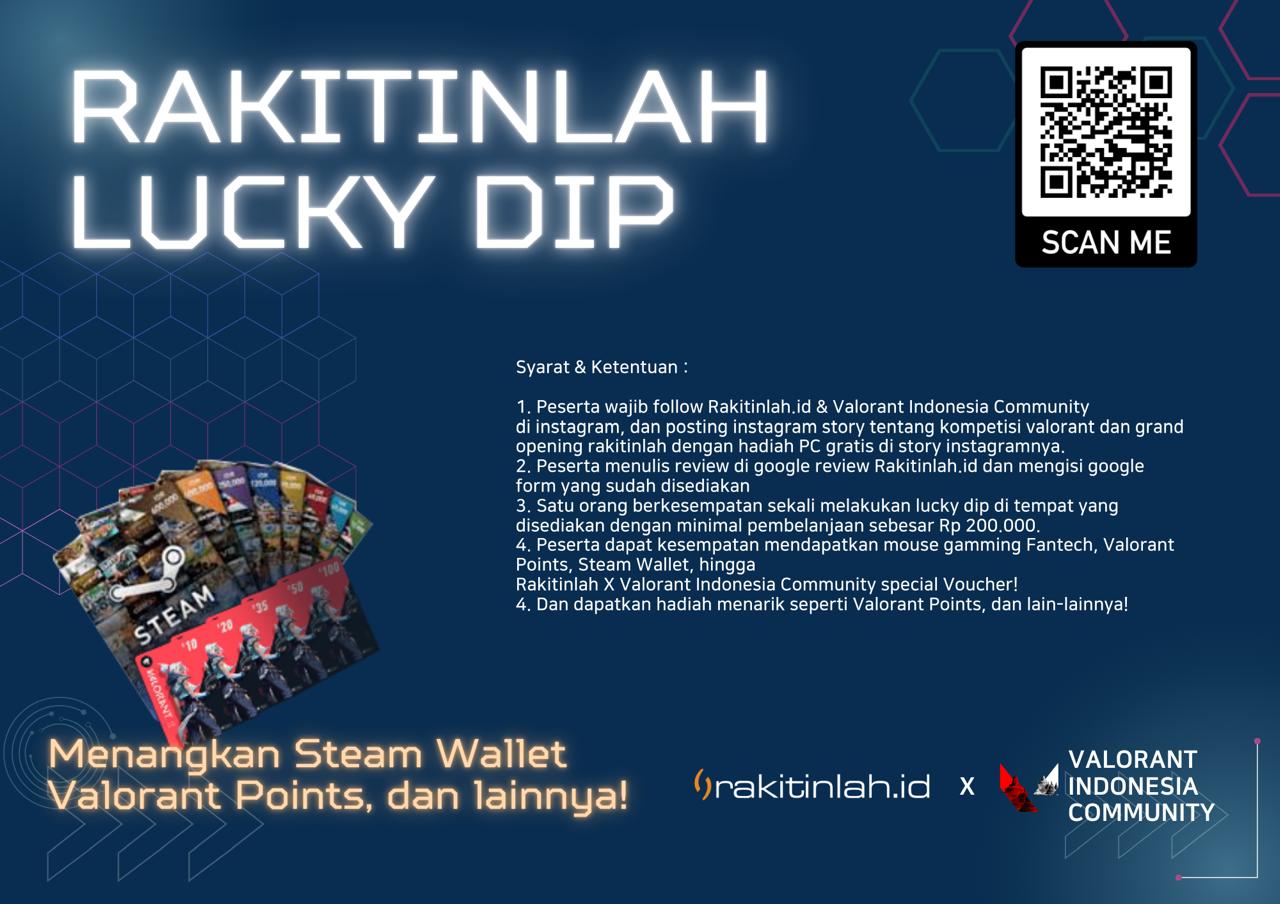 RAKITINLAH
LUCKY DIP
SCAN ME
Syarat & Ketentuan :
1. Peserta wajib follow Rakitinlah.id & Valorant Indonesia Community
di instagram, dan posting instagram story tentang kompetisi valorant dan grand
opening rakitinlah dengan hadiah PC gratis di story instagramnya.
2. Peserta menulis review di google review Rakitinlah.id dan mengisi google
form yang sudah disediakan
3. Satu orang berkesempatan sekali melakukan lucky dip di tempat yang
disediakan dengan minimal pembelanjaan sebesar Rp 200.000.
4. Peserta dapat kesempatan mendapatkan mouse gamming Fantech, Valorant
Points, Steam Wallet, hingga
Rakitinlah X Valorant Indonesia Community special Voucher!
4. Dan dapatkan hadiah menarik seperti Valorant Points, dan lain-lainnya!
STEAM
$10 $20 $35 $50 $100
VALORANT
Menangkan Steam Wallet
Valorant Points, dan lainnya!
rakitinlah.id X VALORANT
INDONESIA
COMMUNITY